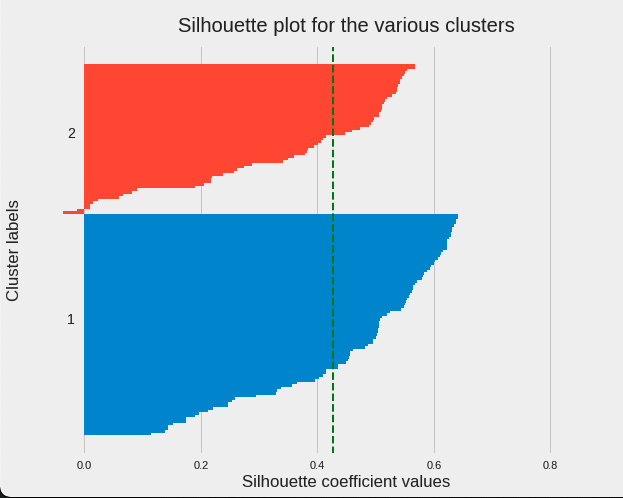 Silhouette plot for the various clusters
2
Cluster labels
1
0.0 0.2 0.4 0.6 0.8
Silhouette coefficient values